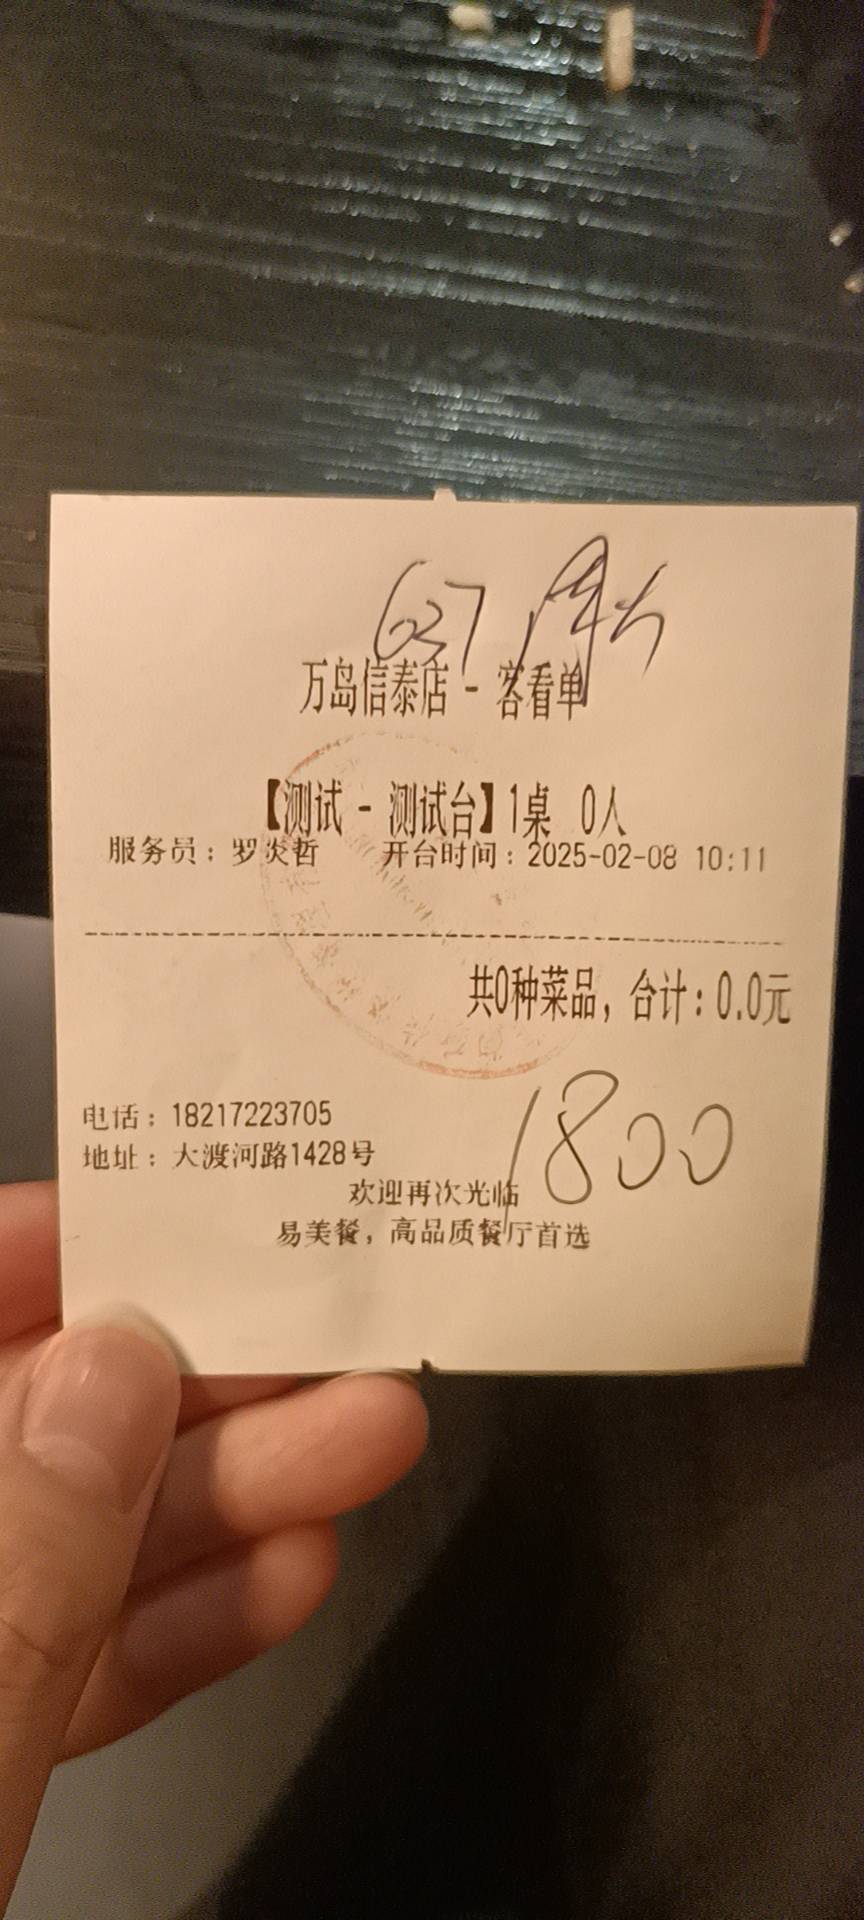 627
万岛信泰店 - 客看单
【测试 - 测试台】1桌 0人
服务员：罗炎哲 开台时间：2025-02-08 10:11
共0种菜品，合计：0.0元
1800
电话：18217223705
地址：大渡河路1428号
欢迎再次光临
易美餐，高品质餐厅首选